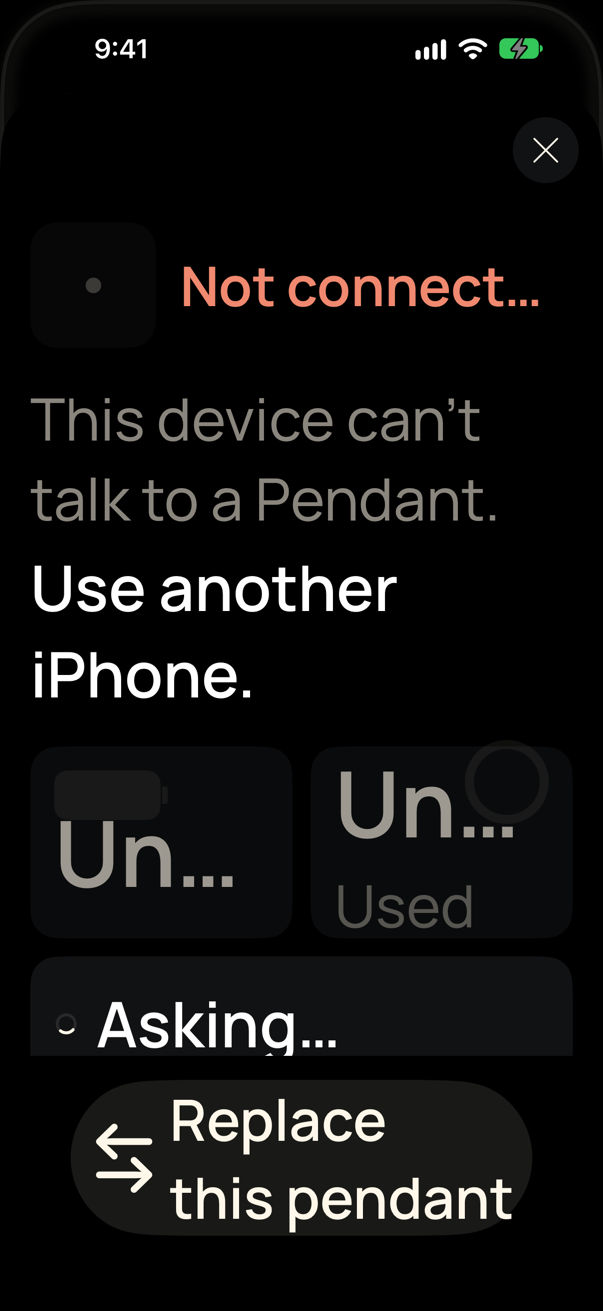 9:41
Not connect…
This device can’t
talk to a Pendant.
Use another
iPhone.
Un…
Un…
Used
Asking…
Replace
this pendant